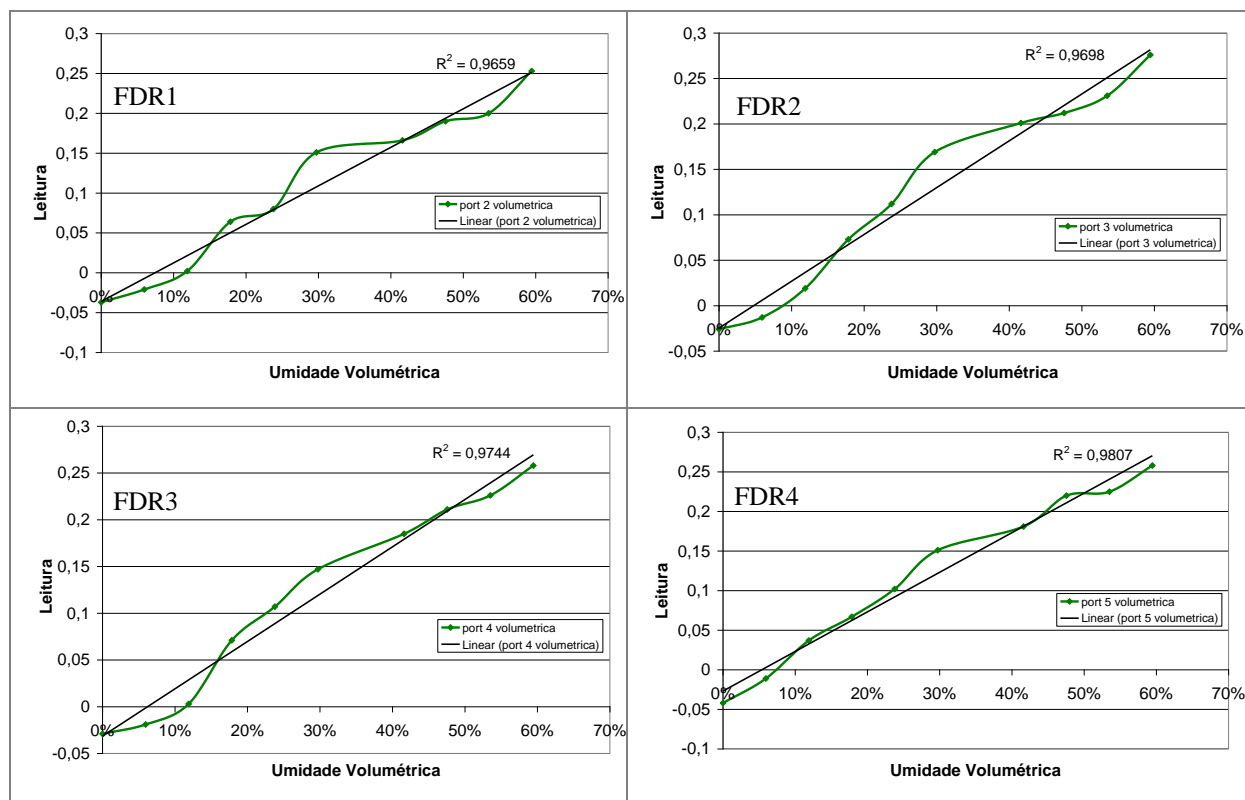 0,3
0,25
0,2
0,15
0,1
0,05
0
-0,05
-0,1
Leitura
FDR1
R² = 0,9659
port 2 volumetrica
Linear (port 2 volumetrica)
0% 10% 20% 30% 40% 50% 60% 70%
Umidade Volumétrica
0,3
0,25
0,2
0,15
0,1
0,05
0
-0,05
Leitura
FDR2
R² = 0,9698
port 3 volumetrica
Linear (port 3 volumetrica)
0% 10% 20% 30% 40% 50% 60% 70%
Umidade Volumétrica
0,3
0,25
0,2
0,15
0,1
0,05
0
-0,05
Leitura
FDR3
R² = 0,9744
port 4 volumetrica
Linear (port 4 volumetrica)
0% 10% 20% 30% 40% 50% 60% 70%
Umidade Volumétrica
0,3
0,25
0,2
0,15
0,1
0,05
0
-0,05
-0,1
Leitura
FDR4
R² = 0,9807
port 5 volumetrica
Linear (port 5 volumetrica)
0% 10% 20% 30% 40% 50% 60% 70%
Umidade Volumétrica